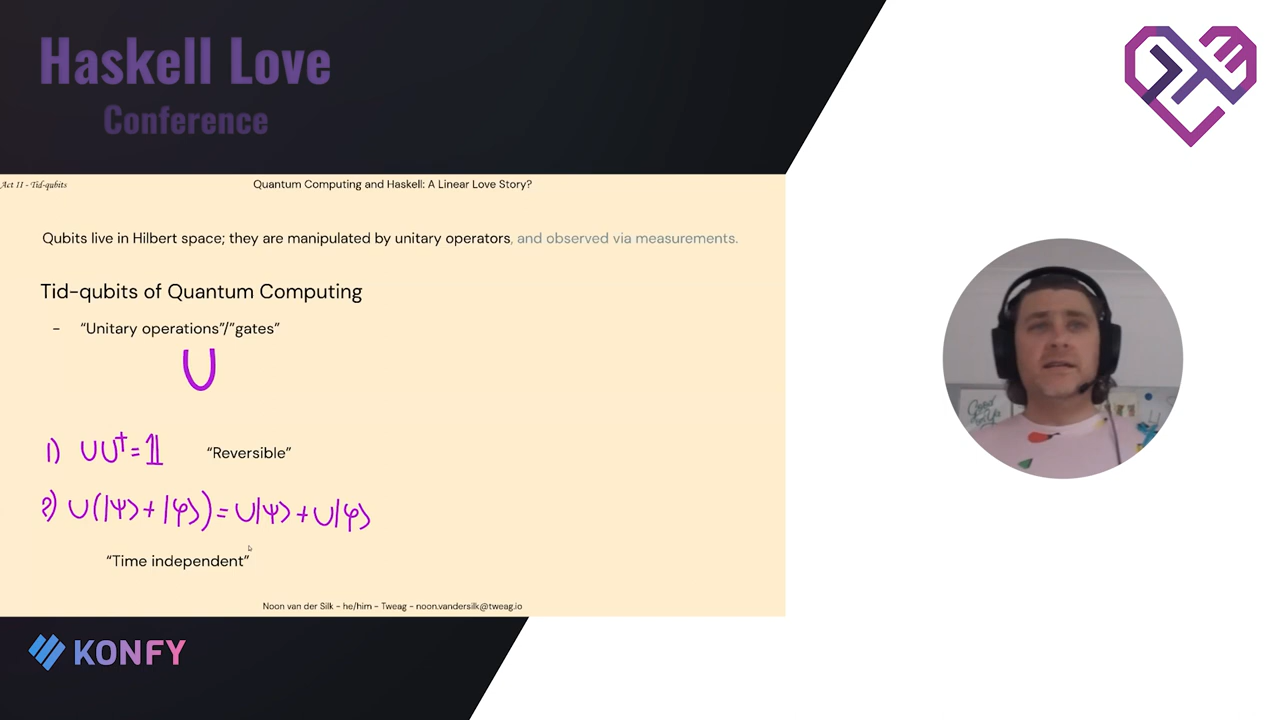 Haskell Love
Conference
Act II - Tid-qubits
Quantum Computing and Haskell: A Linear Love Story?
Qubits live in Hilbert space; they are manipulated by unitary operators, and observed via measurements.
Tid-qubits of Quantum Computing
- “Unitary operations”/”gates”
U
1) UU†=𝟙 “Reversible”
2) U(|Ψ⟩+|φ⟩)=U|Ψ⟩+U|φ⟩
“Time independent”
Noon van der Silk - he/him - Tweag - noon.vandersilk@tweag.io
KONFY